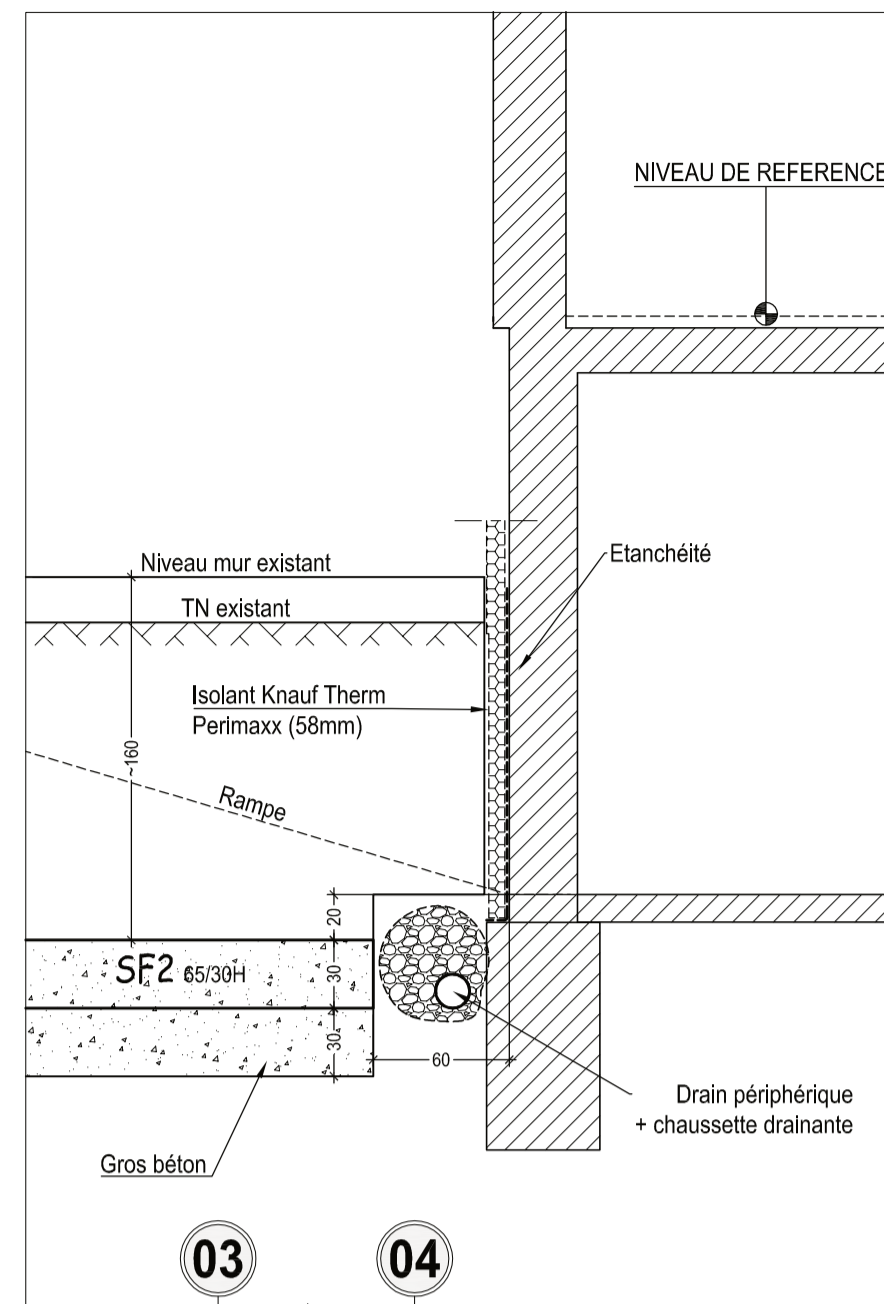 NIVEAU DE REFERENCE
Etanchéité
Niveau mur existant
TN existant
Isolant Knauf Therm
Perimaxx (58mm)
~160
Rampe
20
SF2 65/30H
30
30
60
Drain périphérique
+ chaussette drainante
Gros béton
03
04